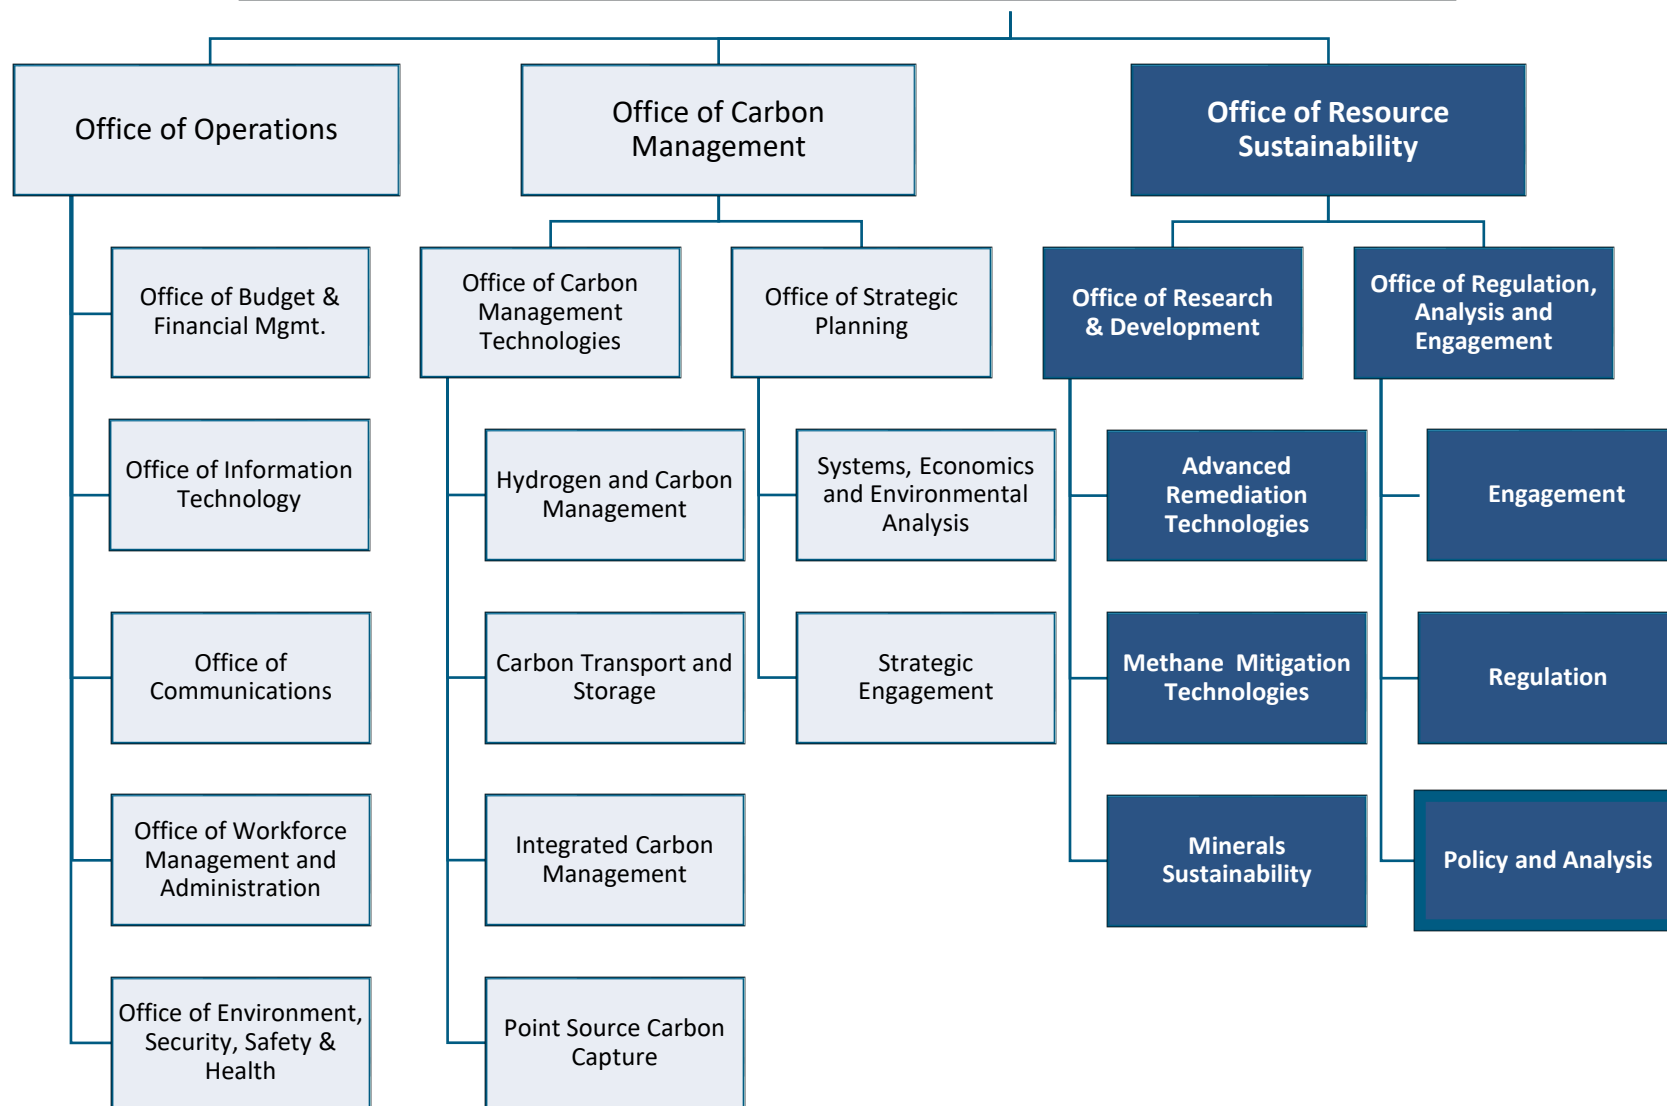 Office of Operations
Office of Carbon
Management
Office of Resource
Sustainability
Office of Budget &
Financial Mgmt.
Office of Carbon
Management
Technologies
Office of Strategic
Planning
Office of Research
& Development
Office of Regulation,
Analysis and
Engagement
Office of Information
Technology
Hydrogen and Carbon
Management
Systems, Economics
and Environmental
Analysis
Advanced
Remediation
Technologies
Engagement
Office of
Communications
Carbon Transport and
Storage
Strategic
Engagement
Methane  Mitigation
Technologies
Regulation
Office of Workforce
Management and
Administration
Integrated Carbon
Management
Minerals
Sustainability
Policy and Analysis
Office of Environment,
Security, Safety &
Health
Point Source Carbon
Capture